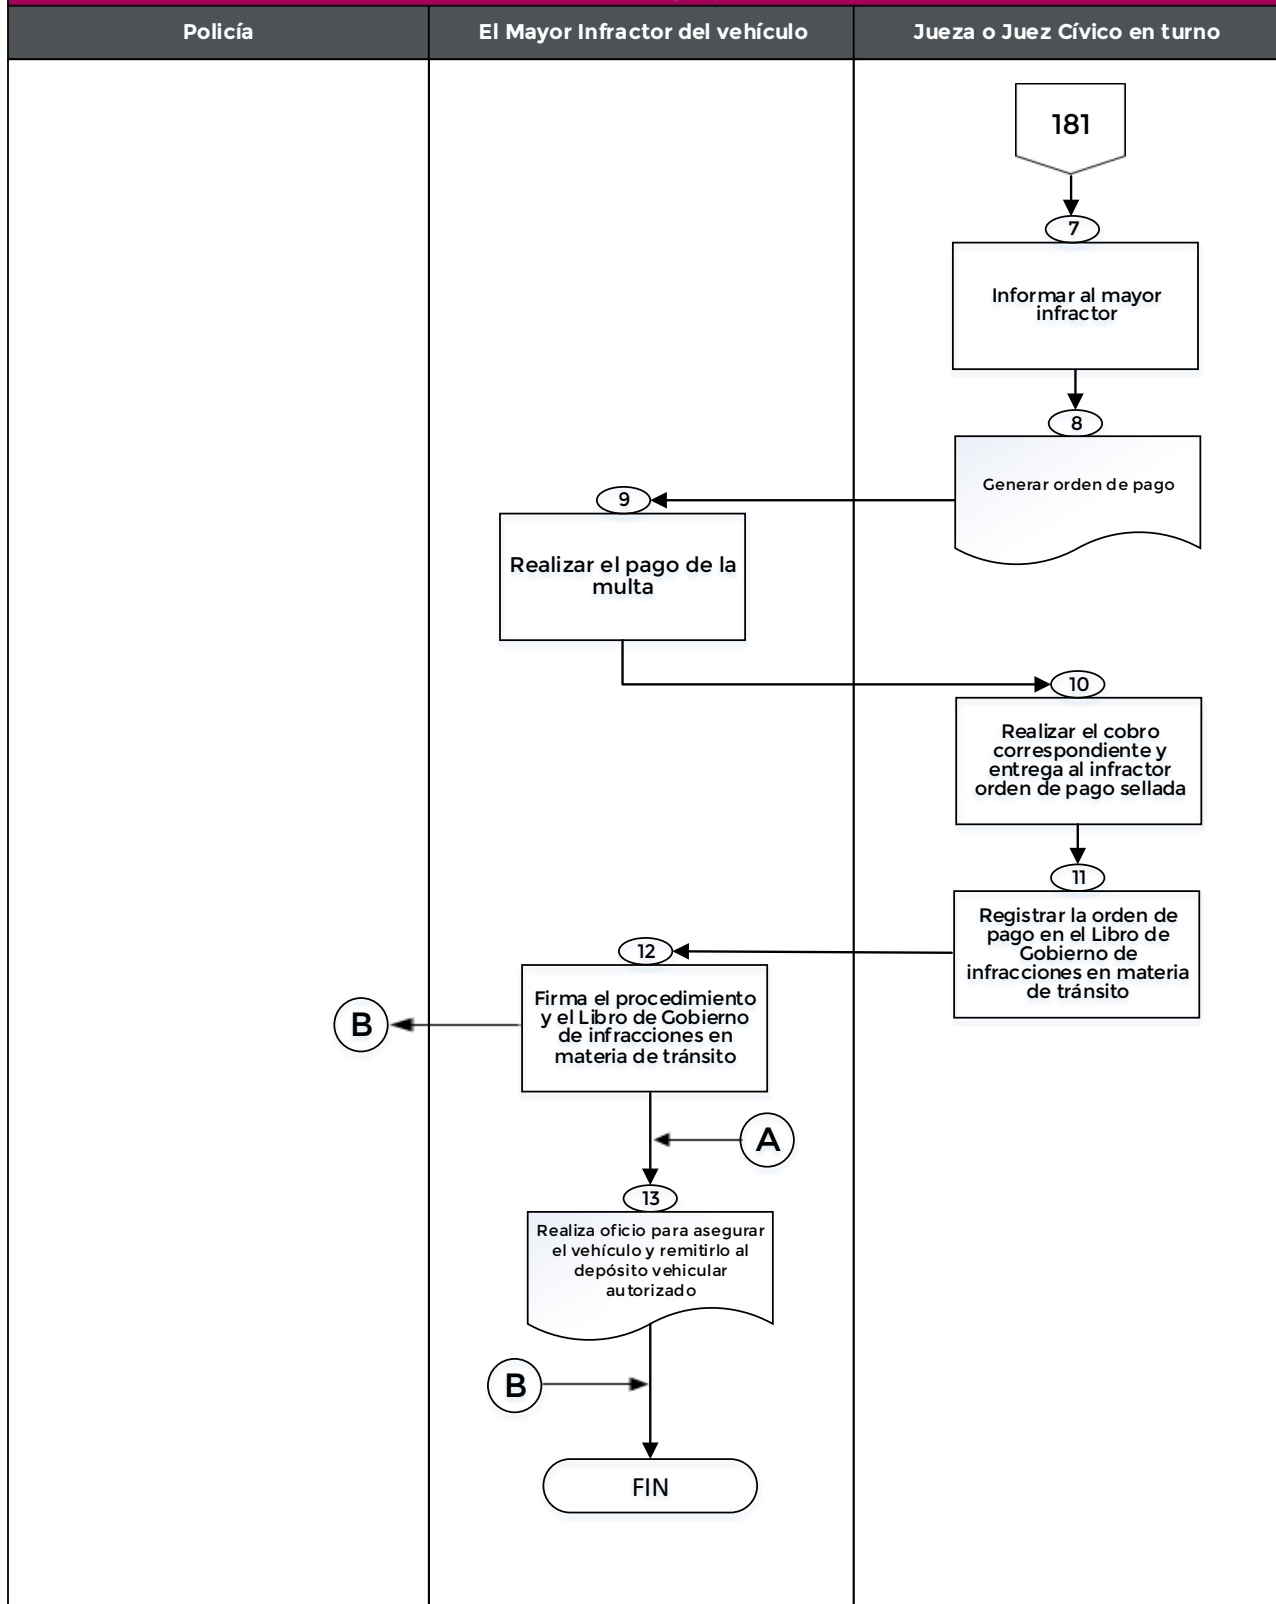 Policía
El Mayor Infractor del vehículo
Jueza o Juez Cívico en turno
181
7
Informar al mayor
infractor
8
Generar orden de pago
9
Realizar el pago de la
multa
10
Realizar el cobro
correspondiente y
entrega al infractor
orden de pago sellada
11
Registrar la orden de
pago en el Libro de
Gobierno de
infracciones en materia
de tránsito
12
Firma el procedimiento
y el Libro de Gobierno
de infracciones en
materia de tránsito
B
A
13
Realiza oficio para asegurar
el vehículo y remitirlo al
depósito vehicular
autorizado
B
FIN